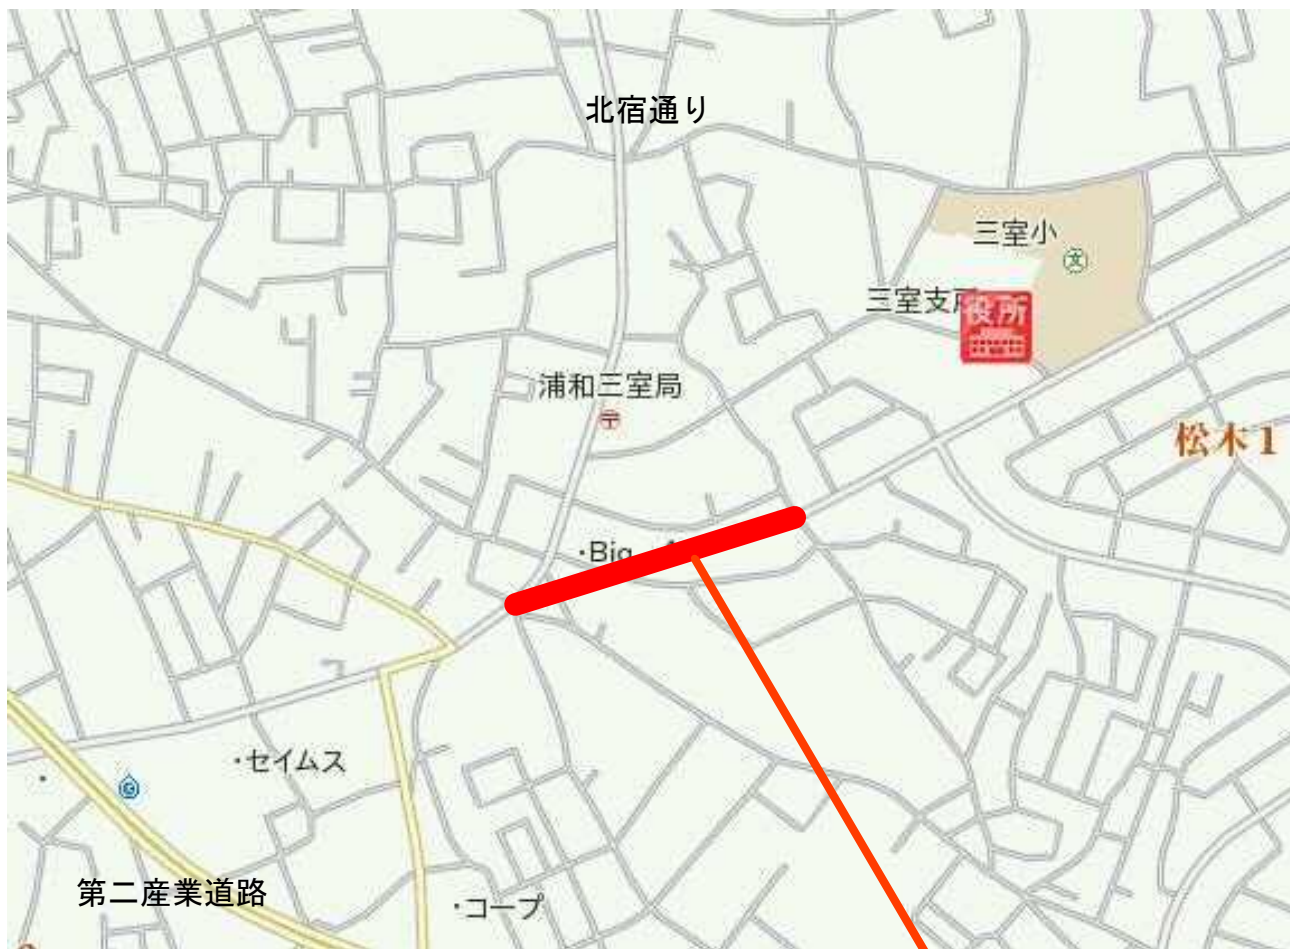 北宿通り
三室小
文
三室支所
役所
浦和三室局
松木1
・Big
・セイムス
第二産業道路
・コープ